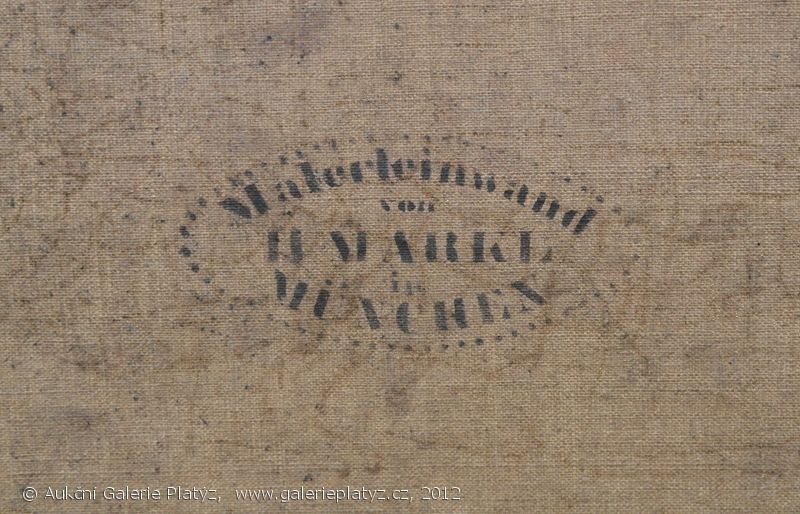 Malerleinwand
von
H MARKL
in
MÜNCHEN
© Aukční Galerie Platýz, www.galerieplatyz.cz, 2012